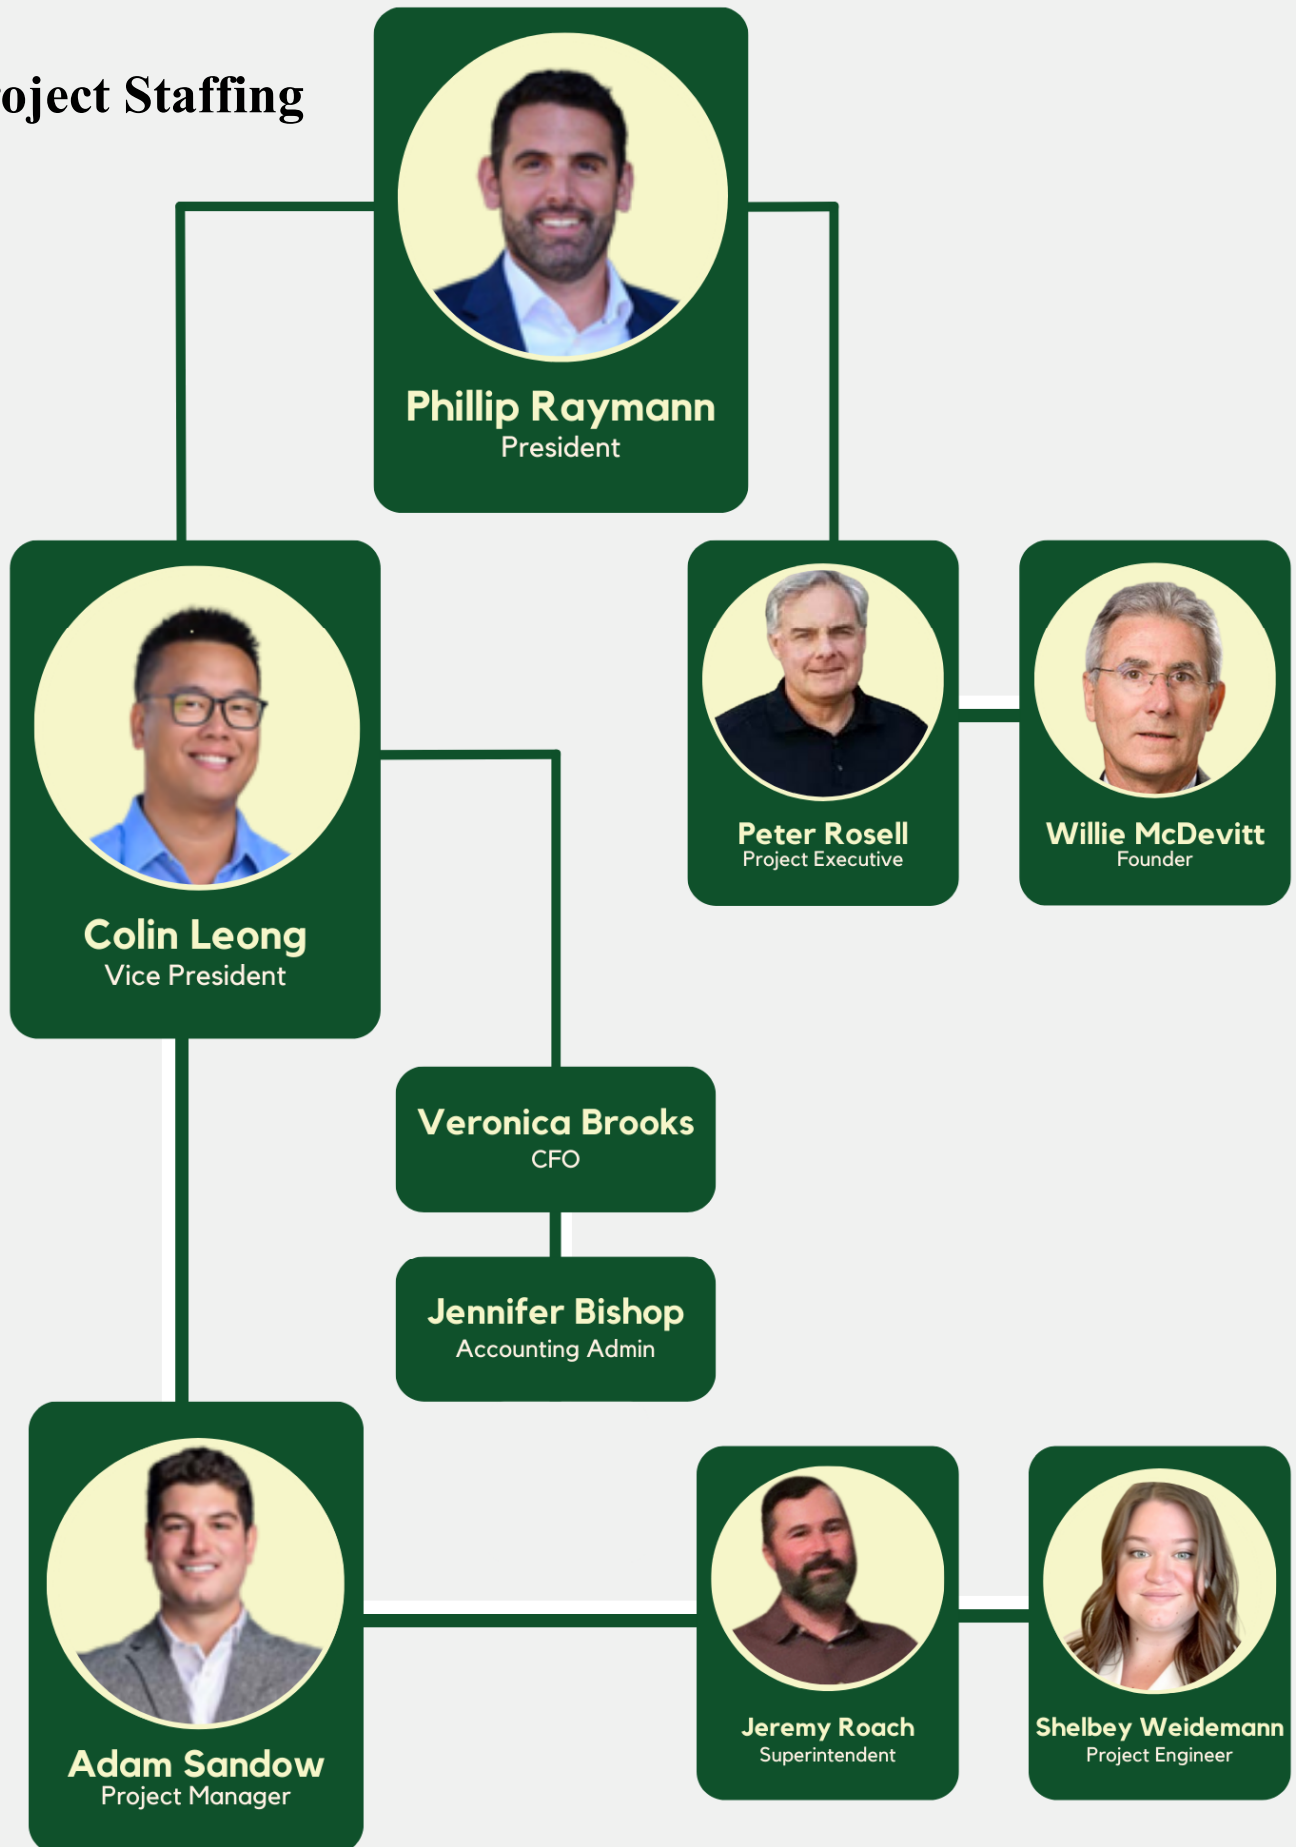 oject Staffing
Phillip Raymann
President
Peter Rosell
Project Executive
Willie McDevitt
Founder
Colin Leong
Vice President
Veronica Brooks
CFO
Jennifer Bishop
Accounting Admin
Adam Sandow
Project Manager
Jeremy Roach
Superintendent
Shelbey Weidemann
Project Engineer